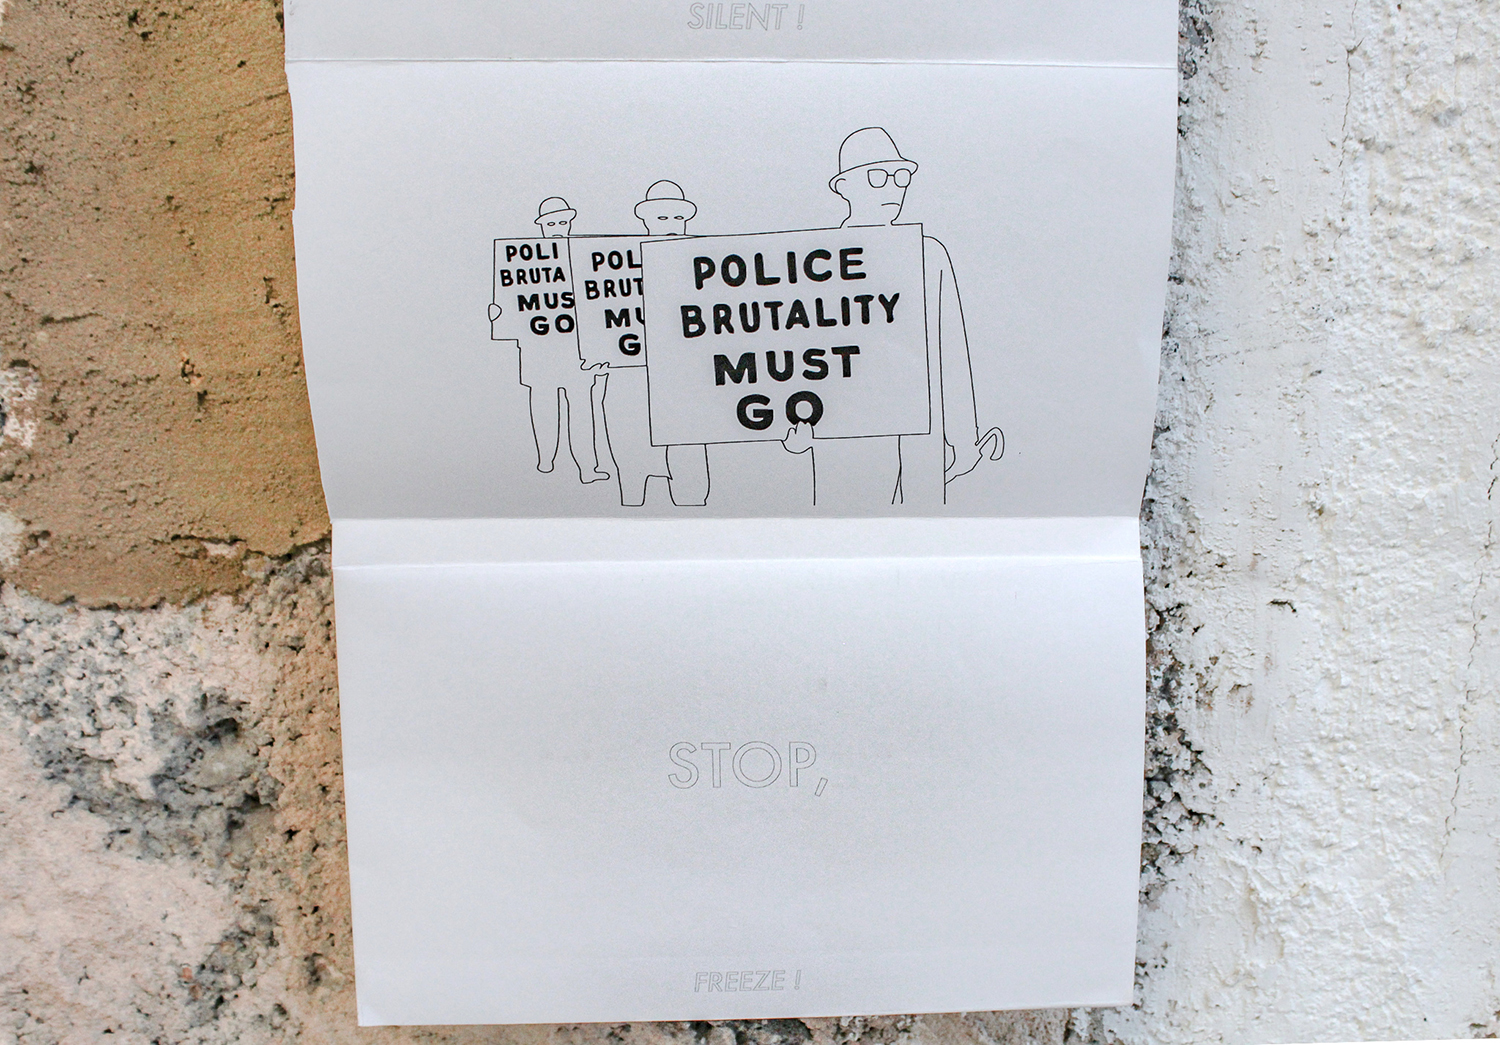 SILENT !
POLI
BRUTA
MUS
GO
POL
BRUT
MU
G
POLICE
BRUTALITY
MUST
GO
STOP,
FREEZE !